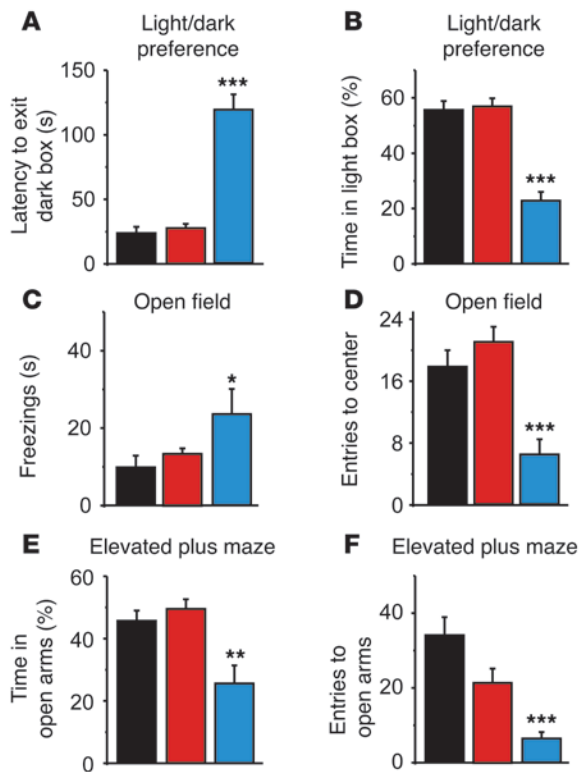 A
Light/dark
preference
Latency to exit
dark box (s)
150
100
50
0
***
B
Light/dark
preference
Time in light box (%)
60
40
20
0
***
C
Open field
Freezings (s)
40
20
0
*
D
Open field
Entries to center
24
16
8
0
***
E
Elevated plus maze
Time in
open arms (%)
60
40
20
0
**
F
Elevated plus maze
Entries to
open arms
40
20
0
***